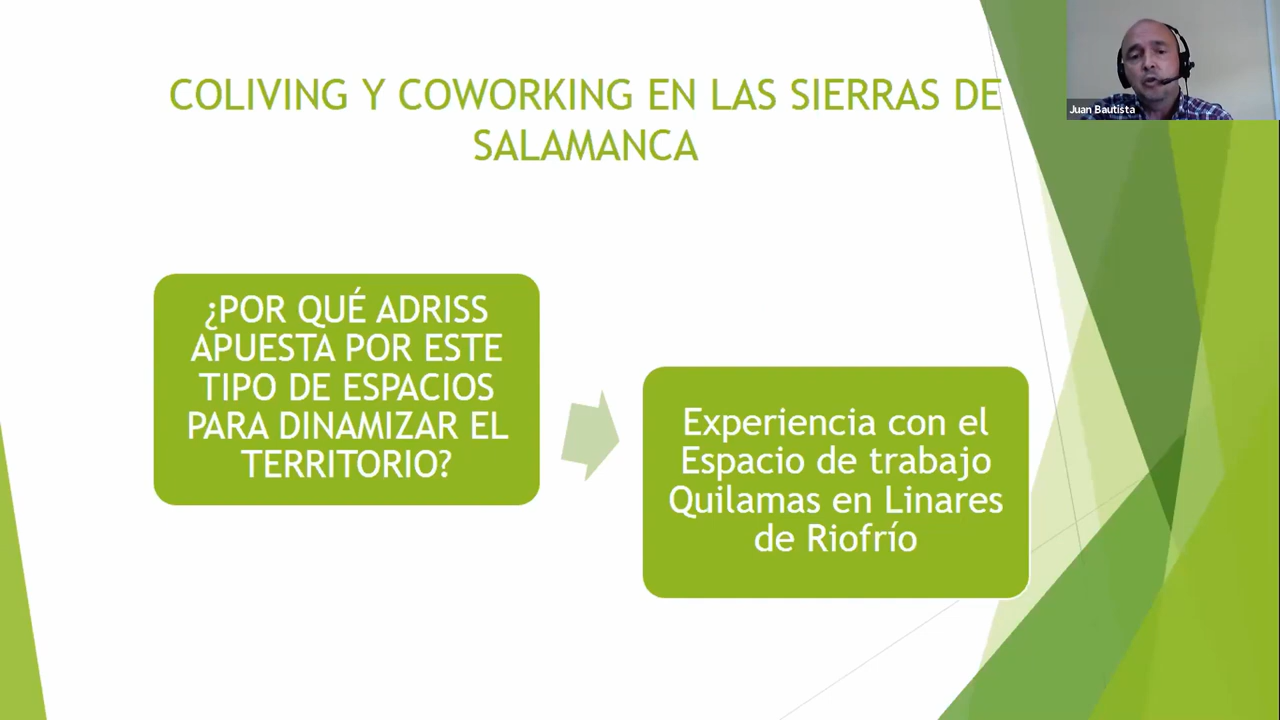 COLIVING Y COWORKING EN LAS SIERRAS DE
SALAMANCA
Juan Bautista
¿POR QUÉ ADRISS
APUESTA POR ESTE
TIPO DE ESPACIOS
PARA DINAMIZAR EL
TERRITORIO?
Experiencia con el
Espacio de trabajo
Quilamas en Linares
de Riofrío